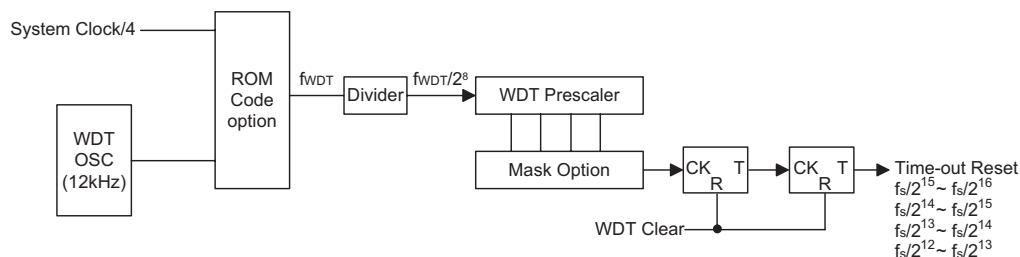 System Clock/4
ROM
Code
option
fWDT
Divider
fWDT/2⁸
WDT Prescaler
WDT
OSC
(12kHz)
Mask Option
CK T
R
CK T
R
Time-out Reset
fs/2¹⁵~ fs/2¹⁶
fs/2¹⁴~ fs/2¹⁵
fs/2¹³~ fs/2¹⁴
fs/2¹²~ fs/2¹³
WDT Clear